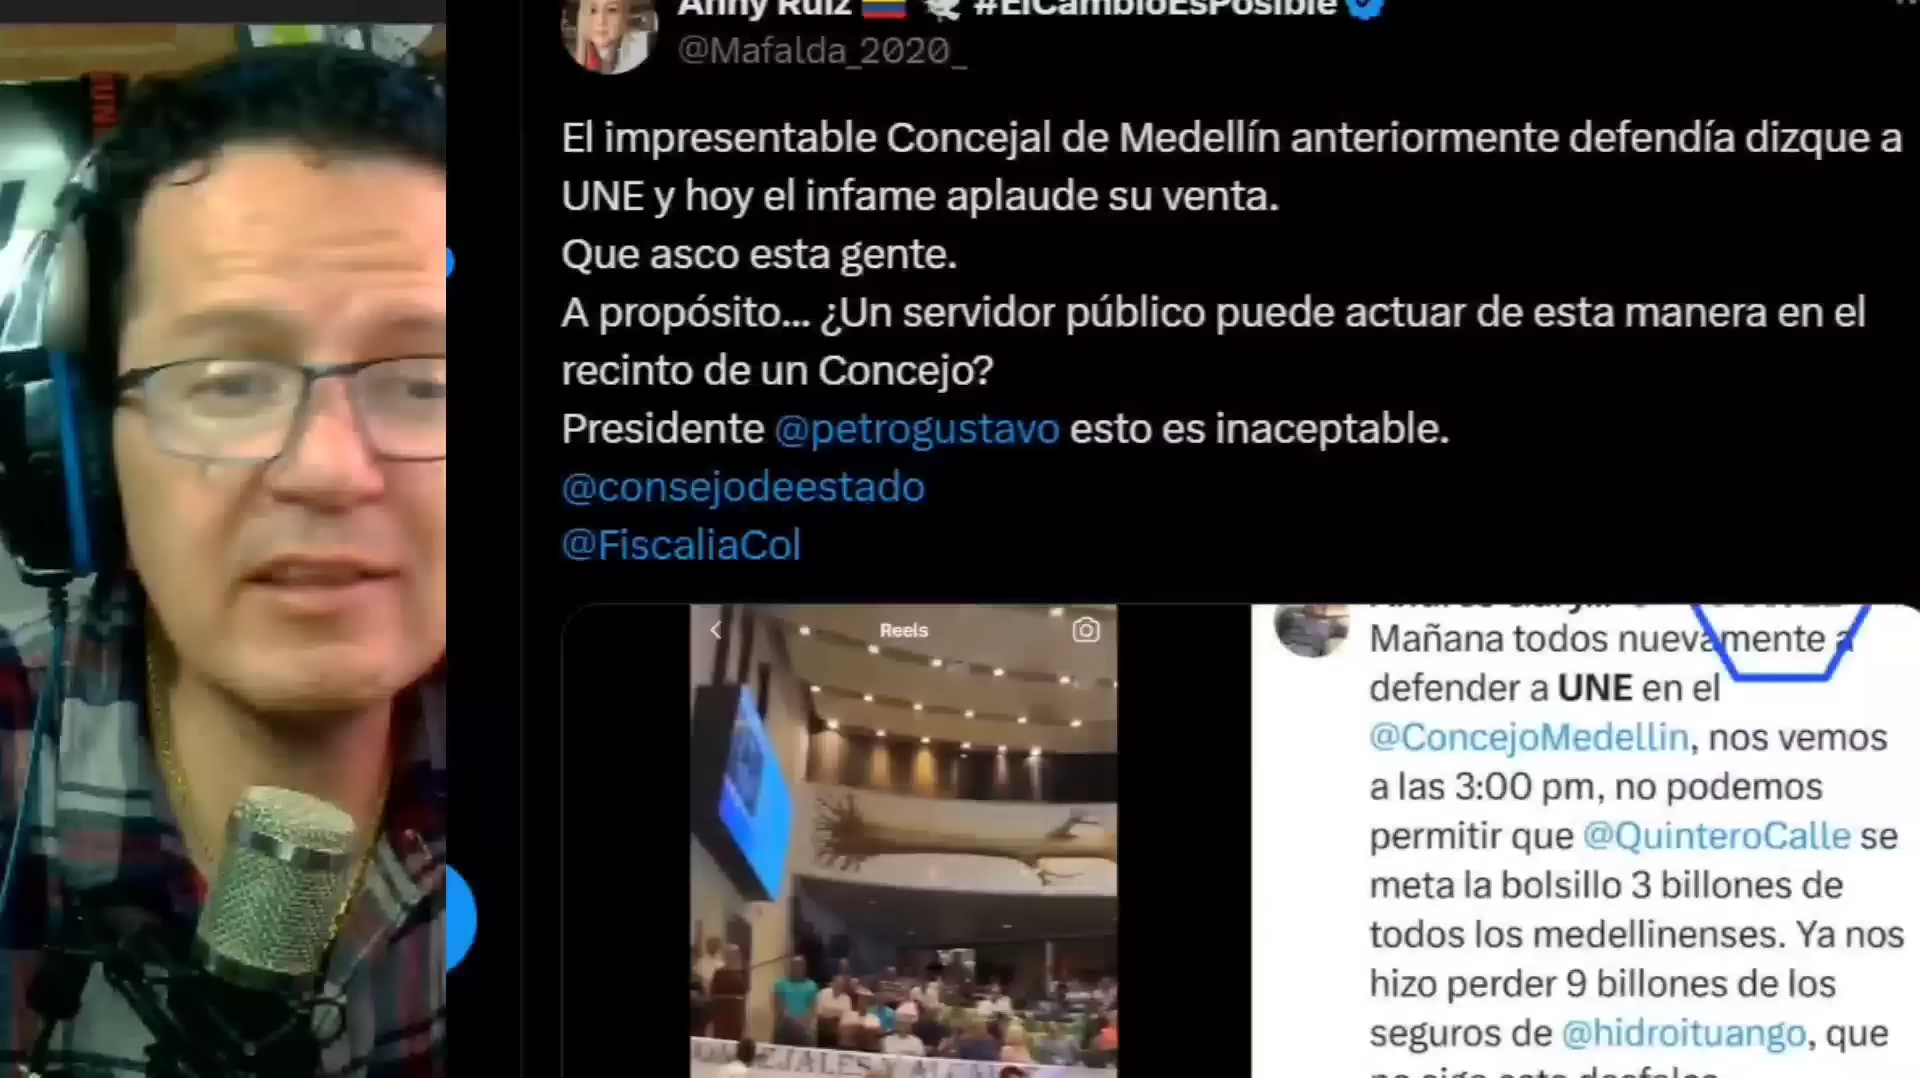 Anny Ruiz #ElCambioEsPosible
@Mafalda_2020_
El impresentable Concejal de Medellín anteriormente defendía dizque a
UNE y hoy el infame aplaude su venta.
Que asco esta gente.
A propósito... ¿Un servidor público puede actuar de esta manera en el
recinto de un Concejo?
Presidente @petrogustavo esto es inaceptable.
@consejodeestado
@FiscaliaCol
Reels
Mañana todos nuevamente a
defender a UNE en el
@ConcejoMedellin, nos vemos
a las 3:00 pm, no podemos
permitir que @QuinteroCalle se
meta la bolsillo 3 billones de
todos los medellinenses. Ya nos
hizo perder 9 billones de los
seguros de @hidroituango, que